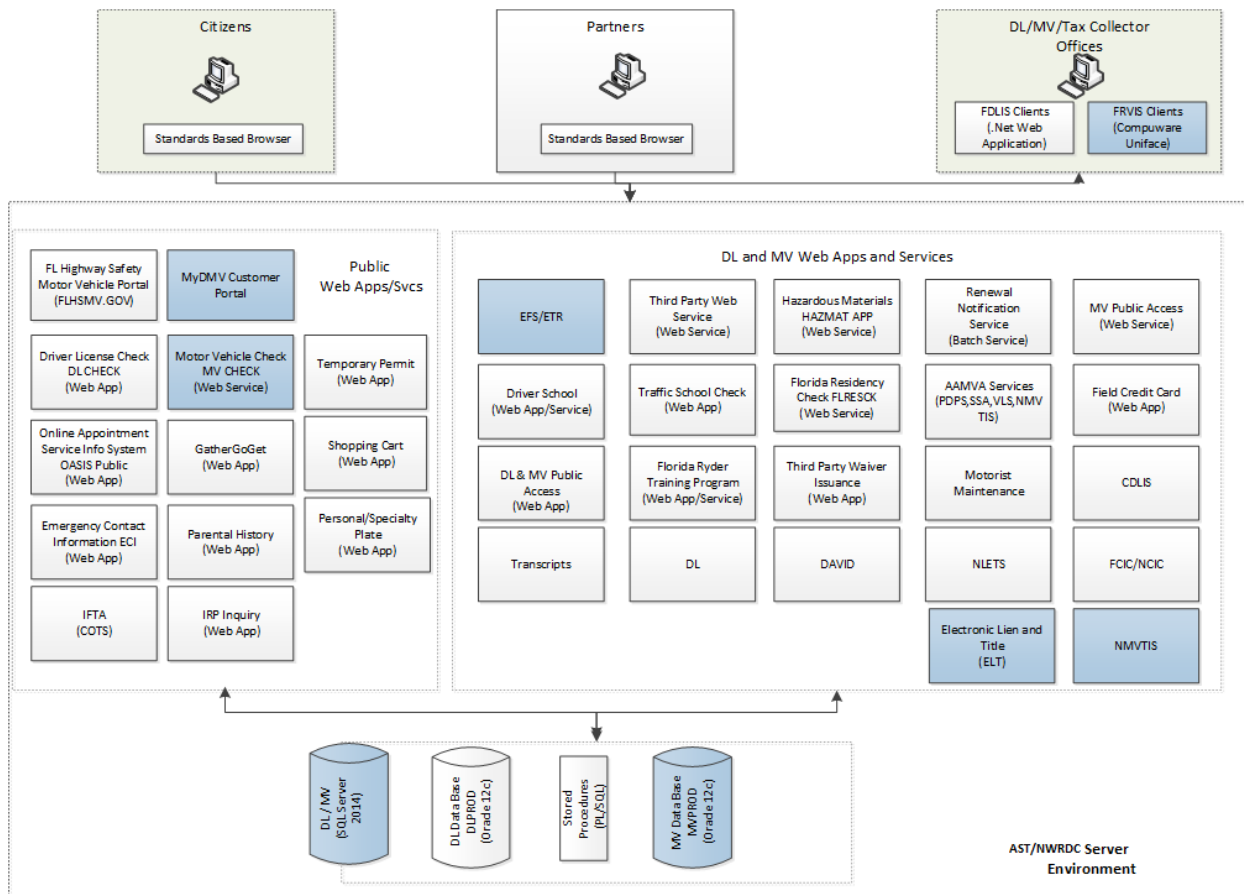 Citizens
Standards Based Browser
Partners
Standards Based Browser
DL/MV/Tax Collector
Offices
FDLIS Clients
(.Net Web
Application)
FRVIS Clients
(Compuware
Uniface)
Public
Web Apps/Svcs
FL Highway Safety
Motor Vehicle Portal
(FLHSMV.GOV)
MyDMV Customer
Portal
Driver License Check
DL CHECK
(Web App)
Motor Vehicle Check
MV CHECK
(Web Service)
Temporary Permit
(Web App)
Online Appointment
Service Info System
OASIS Public
(Web App)
GatherGoGet
(Web App)
Shopping Cart
(Web App)
Emergency Contact
Information ECI
(Web App)
Parental History
(Web App)
Personal/Specialty
Plate
(Web App)
IFTA
(COTS)
IRP Inquiry
(Web App)
DL and MV Web Apps and Services
EFS/ETR
Third Party Web
Service
(Web Service)
Hazardous Materials
HAZMAT APP
(Web Service)
Renewal
Notification
Service
(Batch Service)
MV Public Access
(Web Service)
Driver School
(Web App/Service)
Traffic School Check
(Web App)
Florida Residency
Check FLRESCK
(Web Service)
AAMVA Services
(PDPS,SSA,VLS,NMV
TIS)
Field Credit Card
(Web App)
DL & MV Public
Access
(Web App)
Florida Ryder
Training Program
(Web App/Service)
Third Party Waiver
Issuance
(Web App)
Motorist
Maintenance
CDLIS
Transcripts
DL
DAVID
NLETS
FCIC/NCIC
Electronic Lien and
Title
(ELT)
NMVTIS
DL / MV
(SQL Server
2014)
DL Data Base
DLPROD
(Oracle 12c)
Stored
Procedures
(PL/SQL)
MV Data Base
MVPROD
(Oracle 12c)
AST/NWRDC Server
Environment